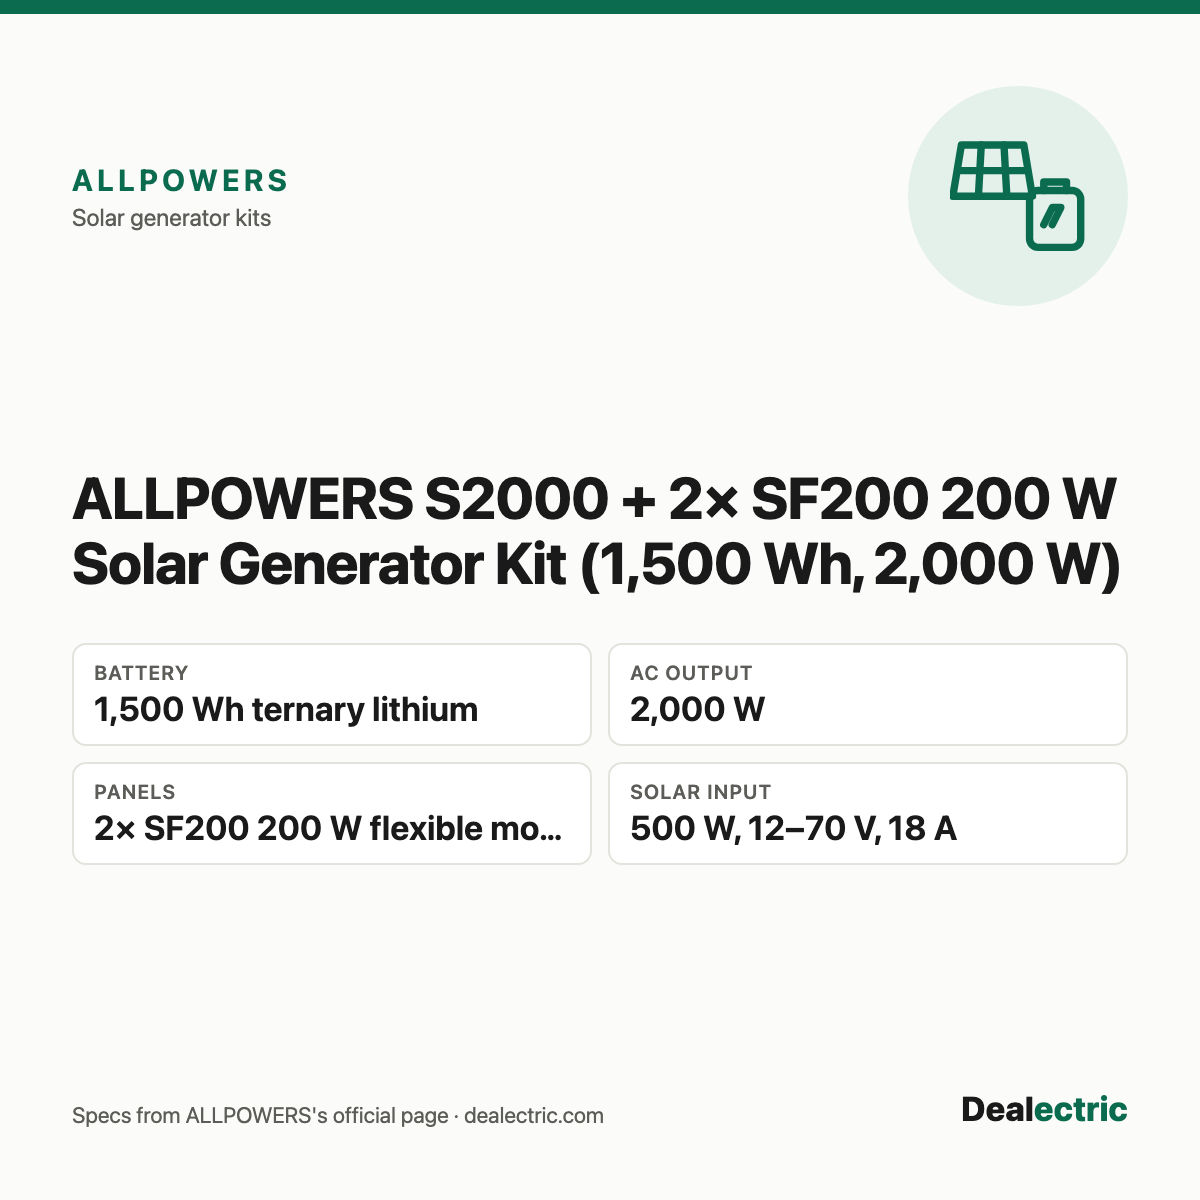 ALLPOWERS
Solar generator kits
ALLPOWERS S2000 + 2× SF200 200 W
Solar Generator Kit (1,500 Wh, 2,000 W)
BATTERY
1,500 Wh ternary lithium
AC OUTPUT
2,000 W
PANELS
2× SF200 200 W flexible mo...
SOLAR INPUT
500 W, 12–70 V, 18 A
Specs from ALLPOWERS's official page · dealectric.com
Dealectric